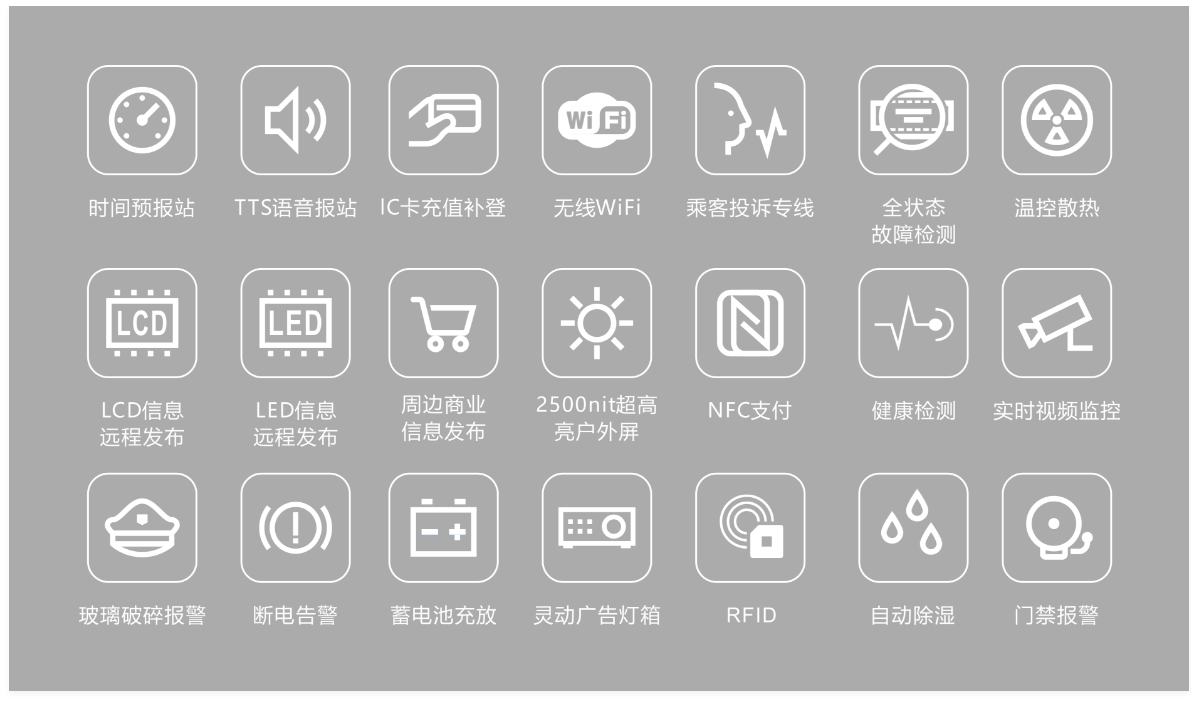 Wi Fi
时间预报站
TTS语音报站
IC卡充值补登
无线WiFi
乘客投诉专线
全状态
故障检测
温控散热
LCD
LED
LCD信息
远程发布
LED信息
远程发布
周边商业
信息发布
2500nit超高
亮户外屏
NFC支付
健康检测
实时视频监控
玻璃破碎报警
断电告警
蓄电池充放
灵动广告灯箱
RFID
自动除湿
门禁报警